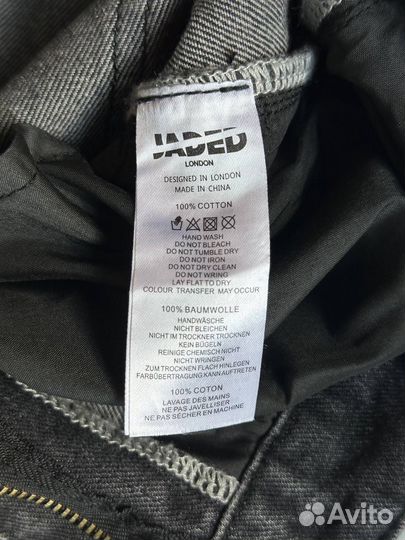 JADED
LONDON
DESIGNED IN LONDON
MADE IN CHINA
100% COTTON
HAND WASH
DO NOT BLEACH
DO NOT TUMBLE DRY
DO NOT IRON
DO NOT DRY CLEAN
DO NOT WRING
LAY FLAT TO DRY
COLOUR TRANSFER MAY OCCUR
100% BAUMWOLLE
HANDWÄSCHE
NICHT BLEICHEN
NICHT IM TROCKNER TROCKNEN
KEIN BÜGELN
REINIGE CHEMISCH NICHT
NICHT WRINGEN
ZUM TROCKNEN FLACH HINLEGEN
FARBÜBERTRAGUNG KANN AUFTRETEN
100% COTON
LAVAGE DES MAINS
NE PAS JAVELLISER
NE PAS SÉCHER EN MACHINE
Avito